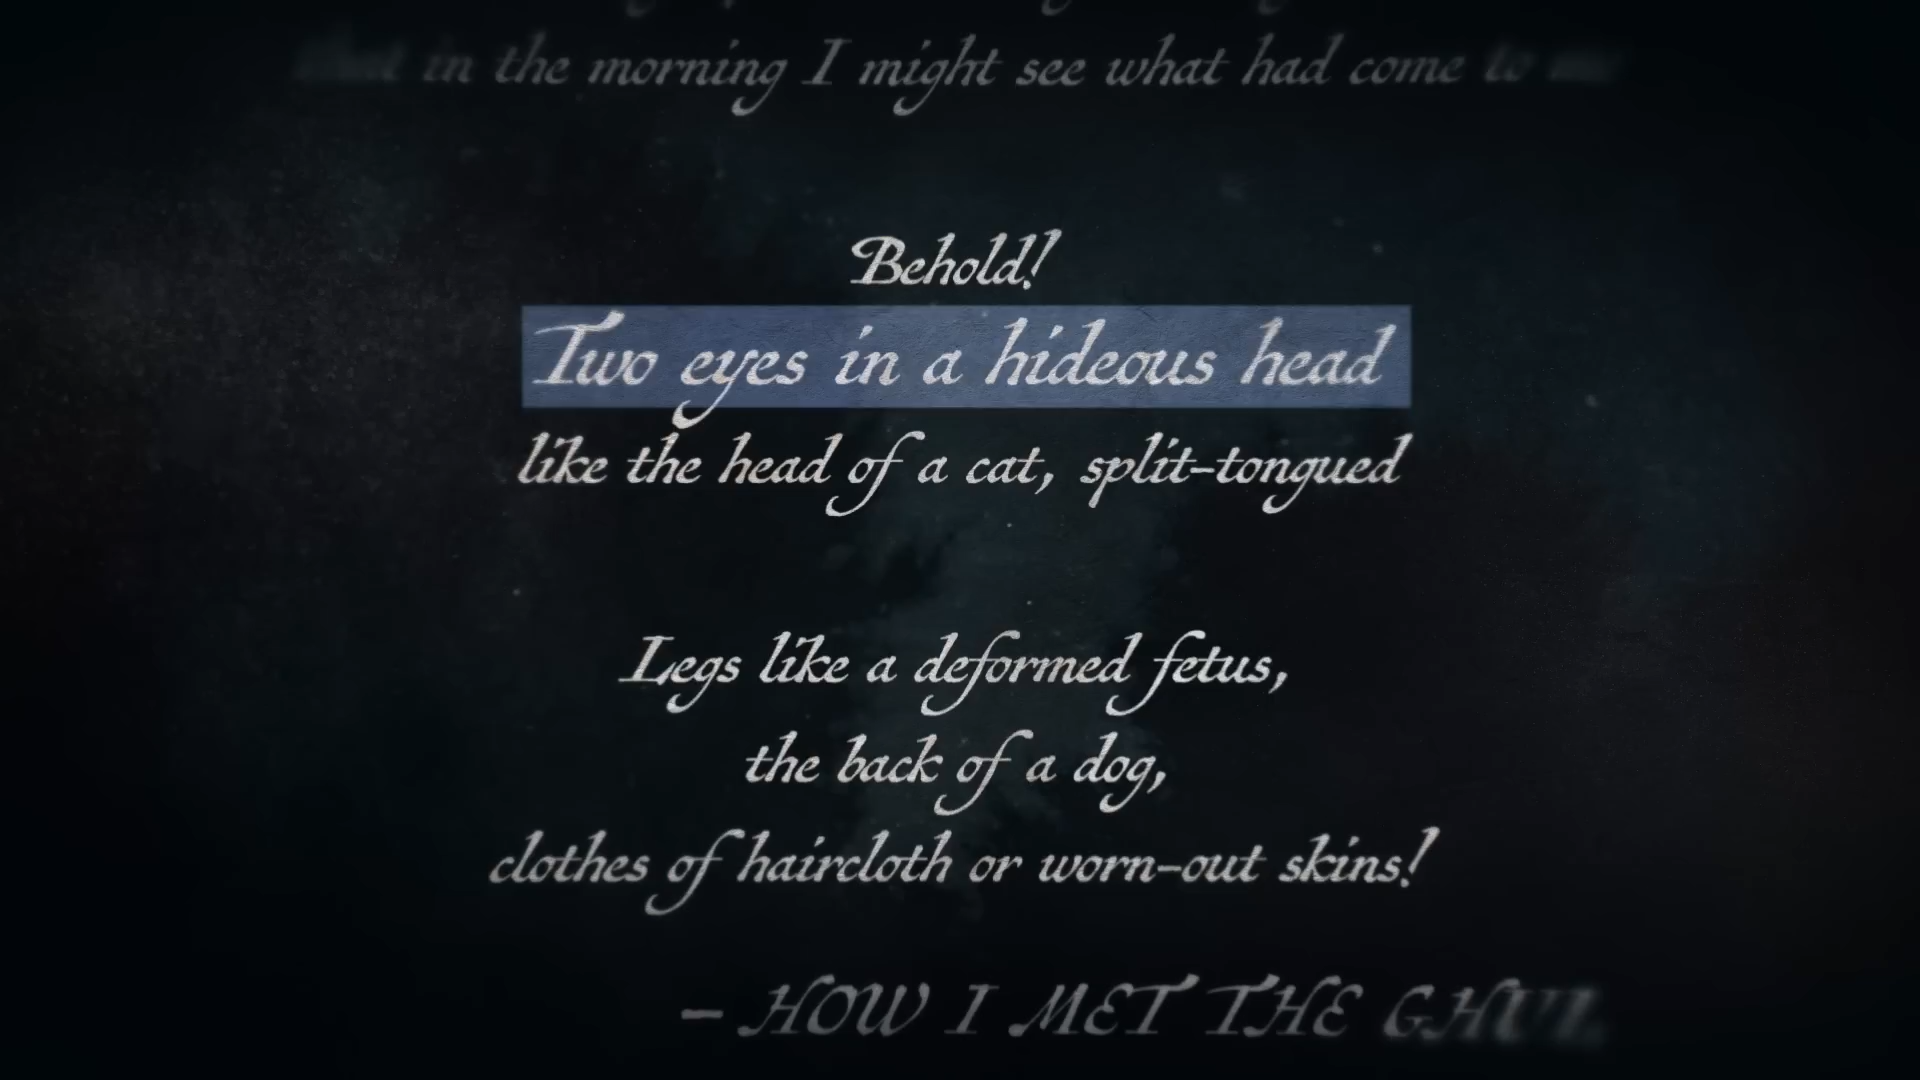 in the morning I might see what had come to
Behold!
Two eyes in a hideous head
like the head of a cat, split-tongued
Legs like a deformed fetus,
the back of a dog,
clothes of haircloth or worn-out skins!
– HOW I MET THE GHUL